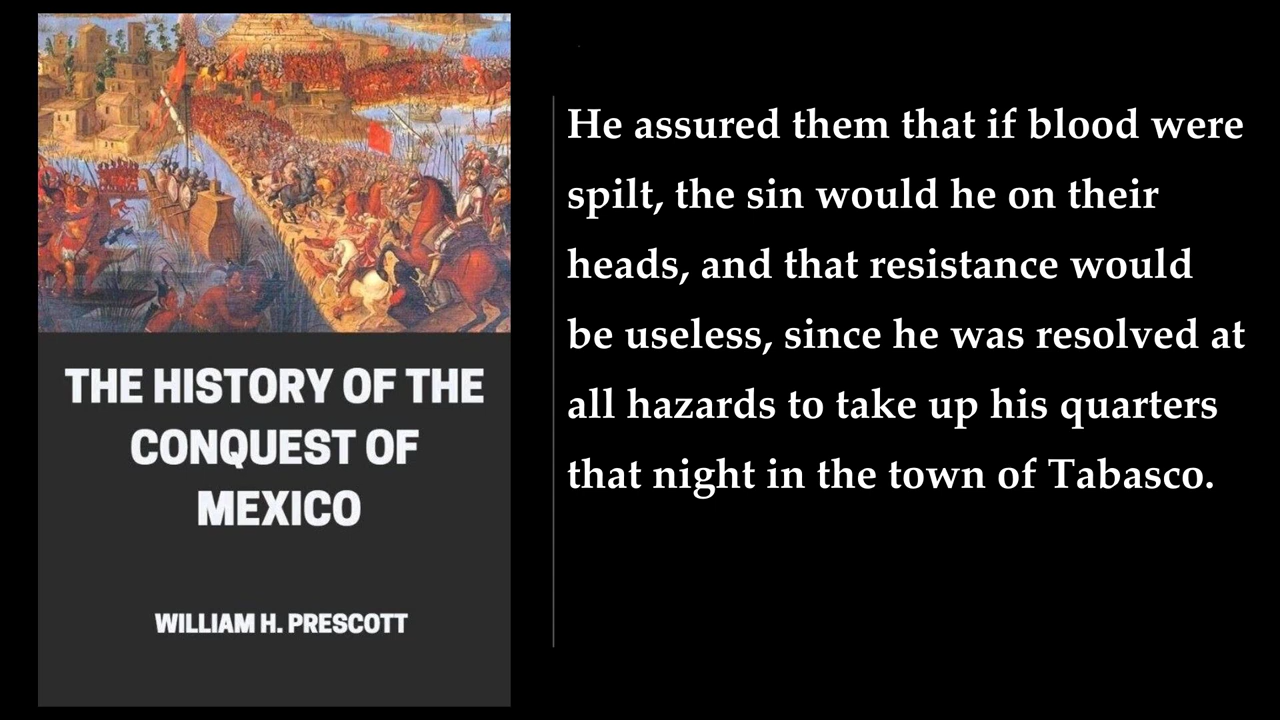 THE HISTORY OF THE
CONQUEST OF
MEXICO
WILLIAM H. PRESCOTT
He assured them that if blood were
spilt, the sin would he on their
heads, and that resistance would
be useless, since he was resolved at
all hazards to take up his quarters
that night in the town of Tabasco.